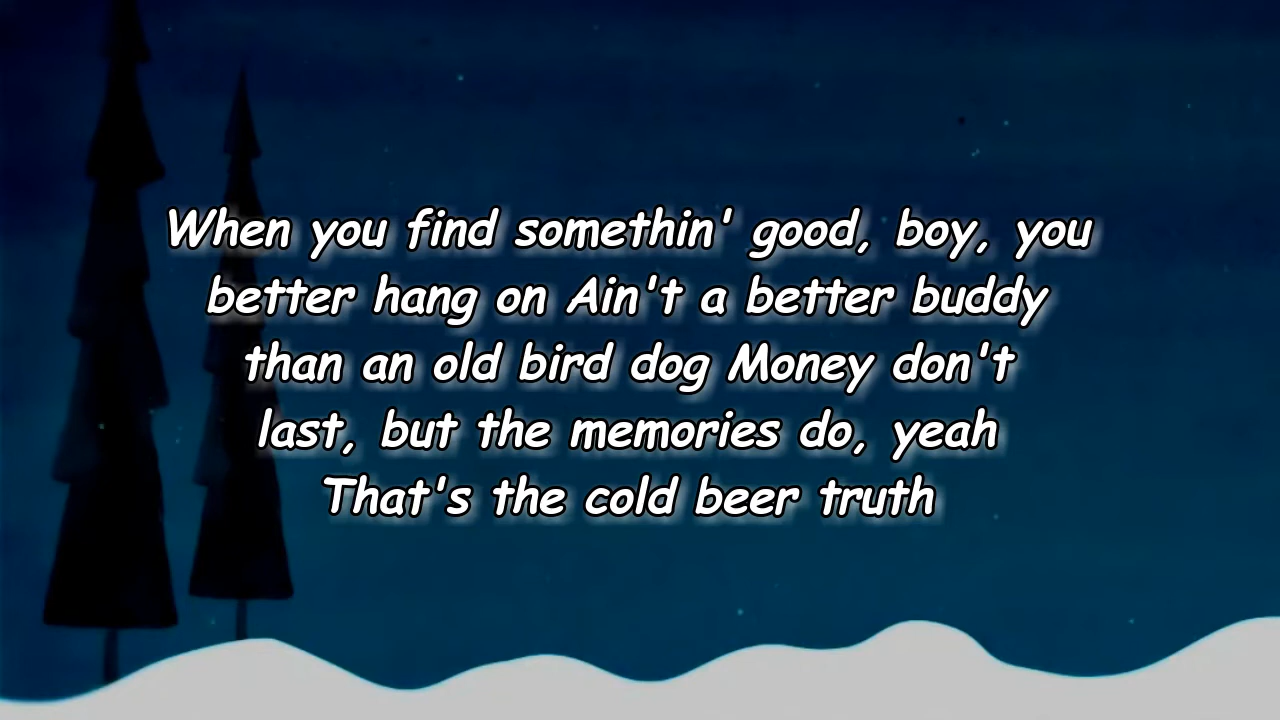 When you find somethin' good, boy, you
better hang on Ain't a better buddy
than an old bird dog Money don't
last, but the memories do, yeah
That's the cold beer truth